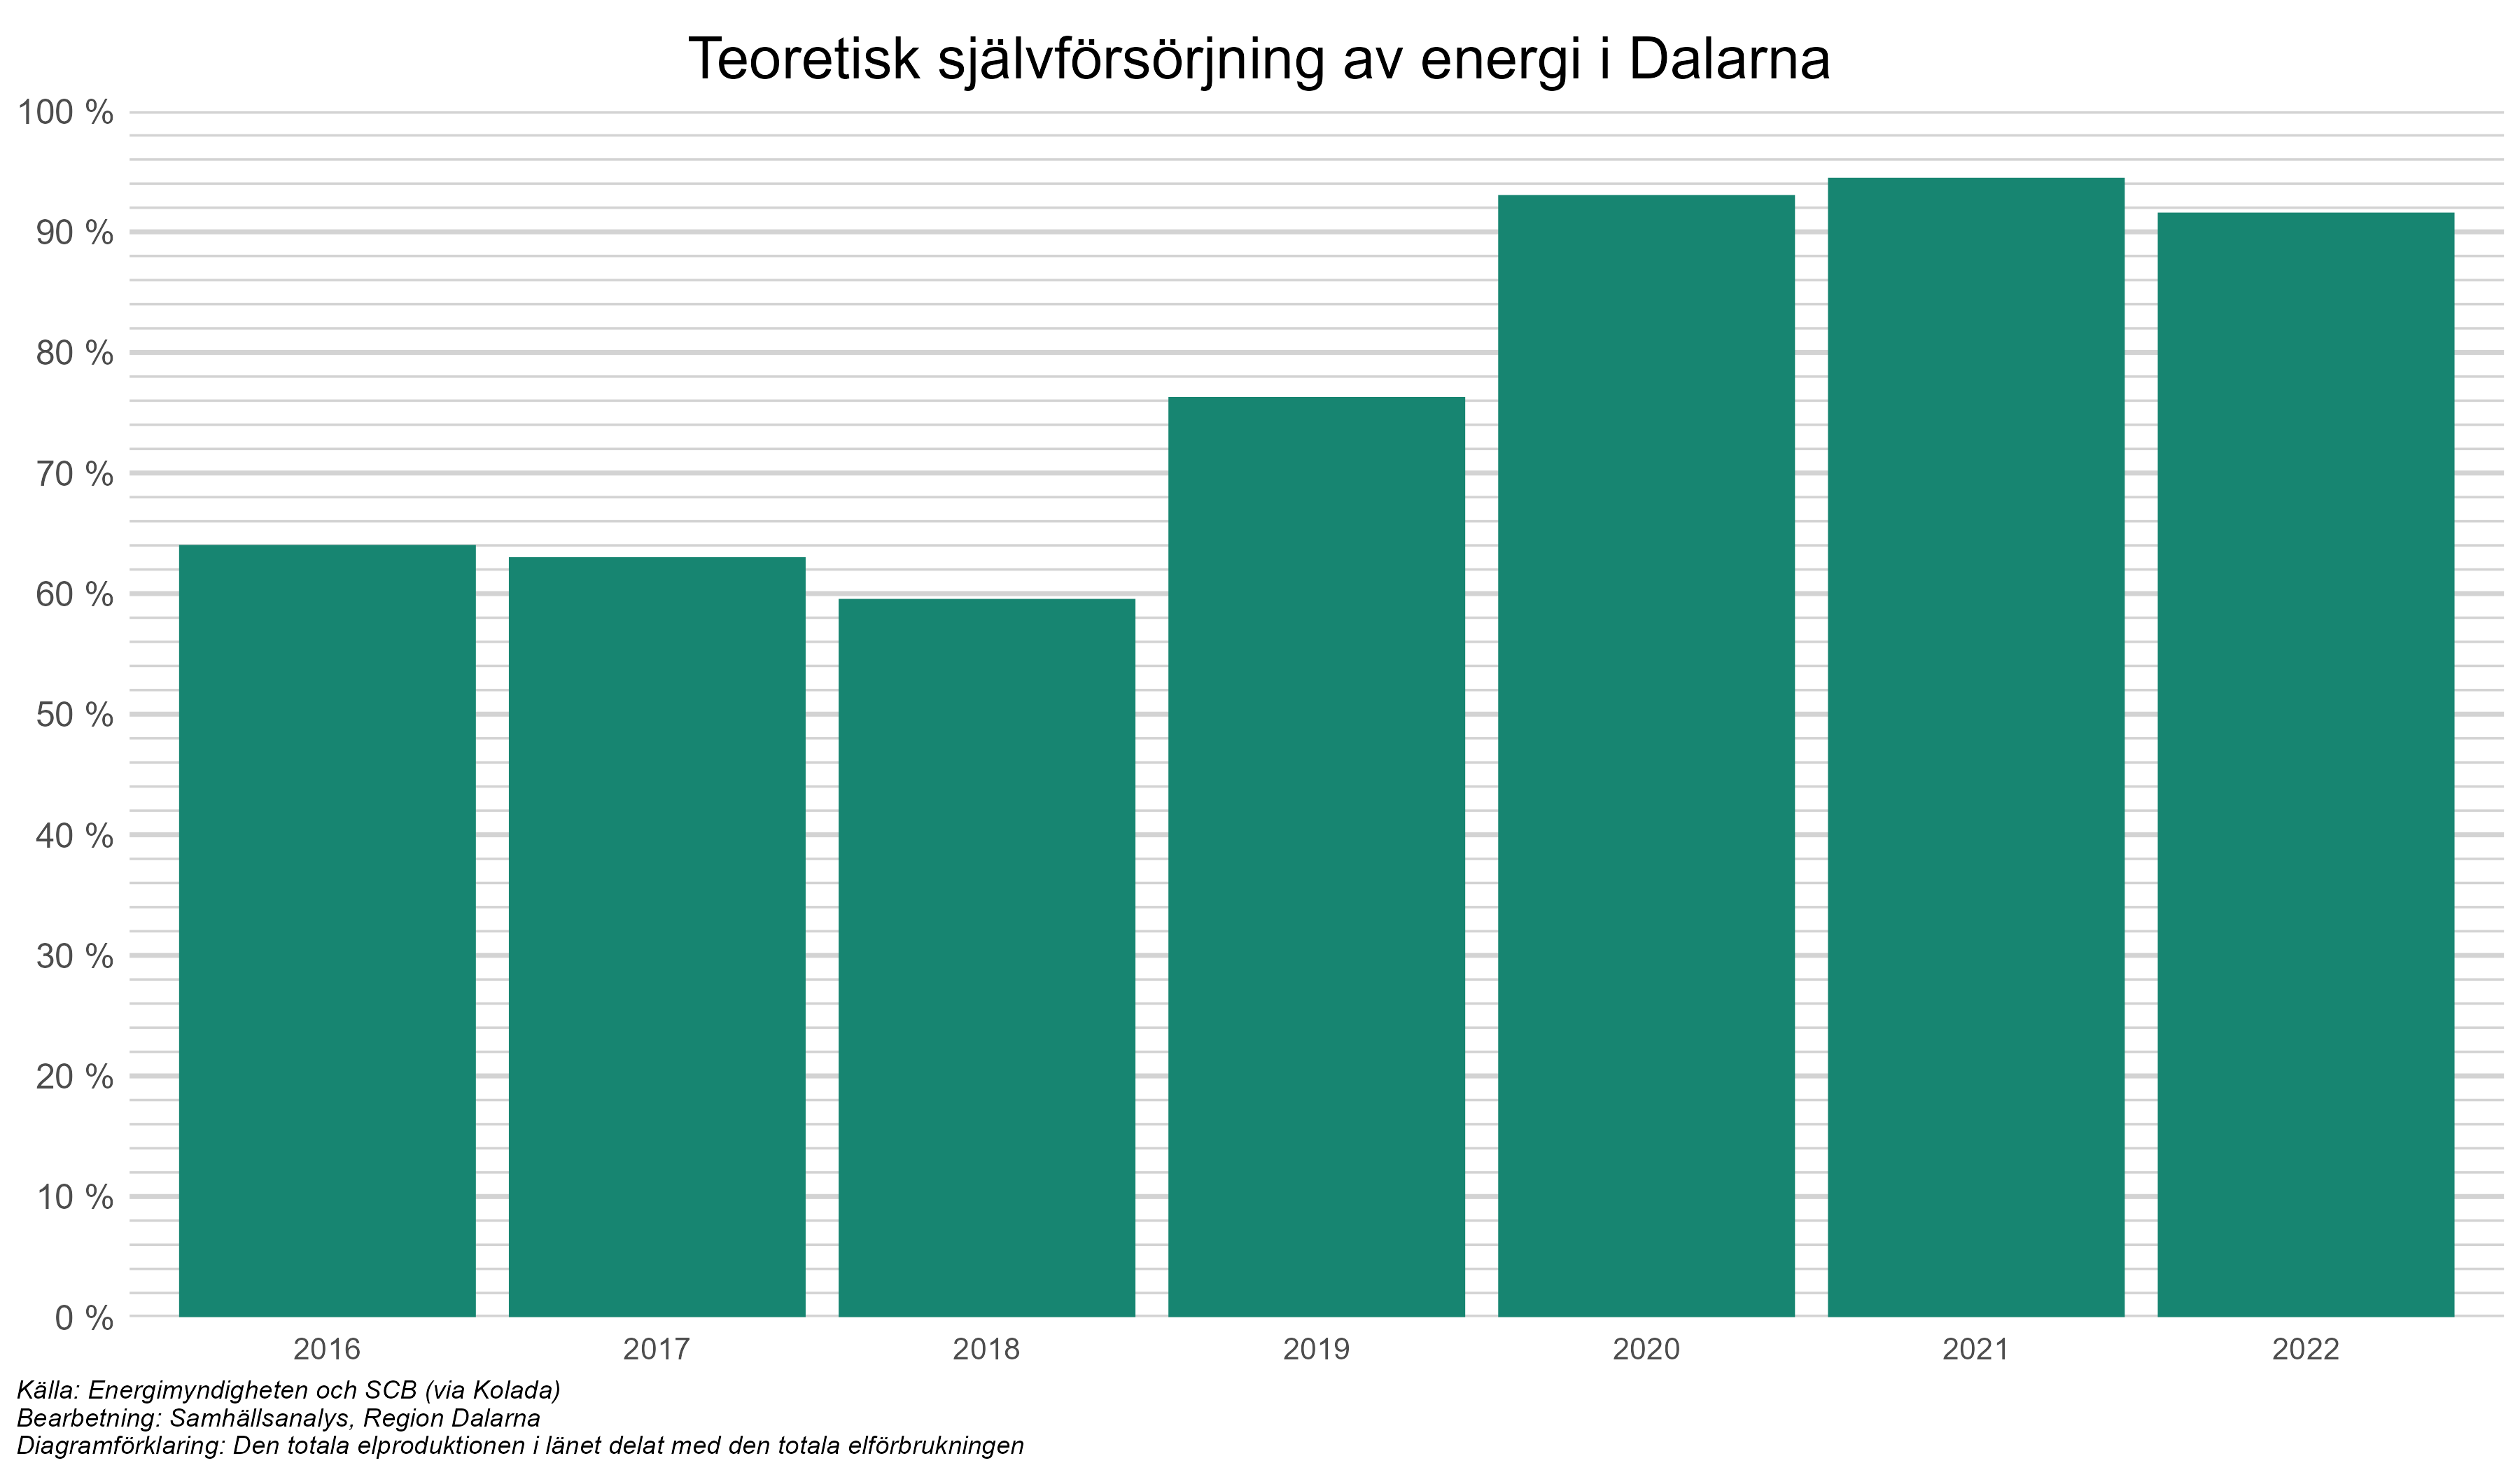 Teoretisk självförsörjning av energi i Dalarna
100 %
90 %
80 %
70 %
60 %
50 %
40 %
30 %
20 %
10 %
0 %
2016 2017 2018 2019 2020 2021 2022
Källa: Energimyndigheten och SCB (via Kolada)
Bearbetning: Samhällsanalys, Region Dalarna
Diagramförklaring: Den totala elproduktionen i länet delat med den totala elförbrukningen